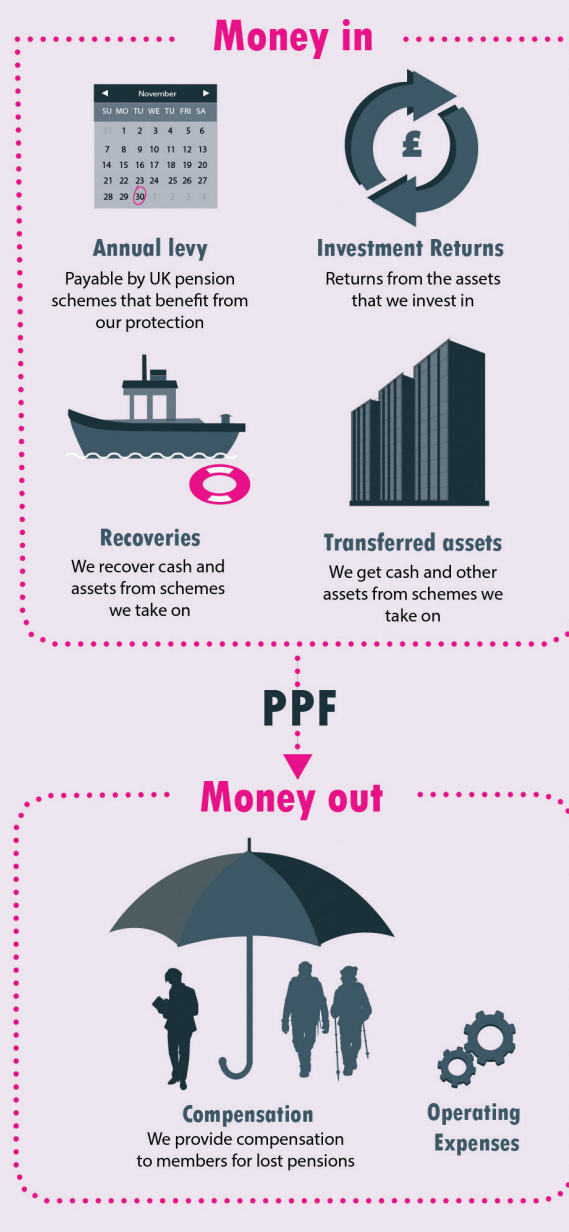 Money in
November
SU MO TU WE TU FRI SA
31 1 2 3 4 5 6
7 8 9 10 11 12 13
14 15 16 17 18 19 20
21 22 23 24 25 26 27
28 29 30 1 2 3 4
£
Annual levy
Payable by UK pension
schemes that benefit from
our protection
Investment Returns
Returns from the assets
that we invest in
Recoveries
We recover cash and
assets from schemes
we take on
Transferred assets
We get cash and other
assets from schemes we
take on
PPF
Money out
Compensation
We provide compensation
to members for lost pensions
Operating
Expenses